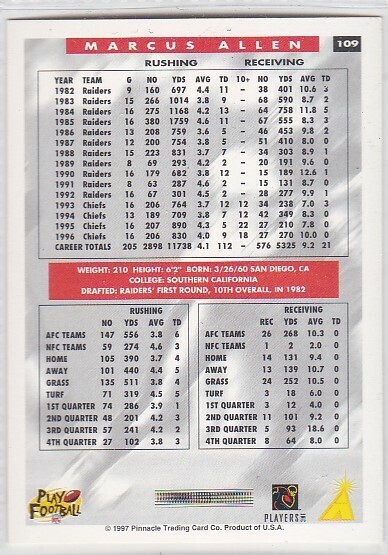 MARCUS ALLEN 109
RUSHING RECEIVING
YEAR TEAM G NO YDS AVG TD 10+ NO YDS AVG TD
1982 Raiders 9 160 697 4.4 11 – 38 401 10.6 3
1983 Raiders 15 266 1014 3.8 9 – 68 590 8.7 2
1984 Raiders 16 275 1168 4.2 13 – 64 758 11.8 5
1985 Raiders 16 380 1759 4.6 11 – 67 555 8.3 3
1986 Raiders 13 208 759 3.6 5 – 46 453 9.8 2
1987 Raiders 12 200 754 3.8 5 – 51 410 8.0 0
1988 Raiders 15 223 831 3.7 7 – 34 303 8.9 1
1989 Raiders 8 69 293 4.2 2 – 20 191 9.6 0
1990 Raiders 16 179 682 3.8 12 – 15 189 12.6 1
1991 Raiders 8 63 287 4.6 2 – 15 131 8.7 0
1992 Raiders 16 67 301 4.5 2 – 28 277 9.9 1
1993 Chiefs 16 206 764 3.7 12 12 34 238 7.0 3
1994 Chiefs 13 189 709 3.8 7 12 42 349 8.3 0
1995 Chiefs 16 207 890 4.3 5 22 27 210 7.8 0
1996 Chiefs 16 206 830 4.0 9 18 27 270 10.0 0
CAREER TOTALS 205 2898 11738 4.1 112 – 576 5325 9.2 21
WEIGHT: 210 HEIGHT: 6'2" BORN: 3/26/60 SAN DIEGO, CA
COLLEGE: SOUTHERN CALIFORNIA
DRAFTED: RAIDERS' FIRST ROUND, 10TH OVERALL, IN 1982
RUSHING
NO YDS AVG TD
AFC TEAMS 147 556 3.8 6
NFC TEAMS 59 274 4.6 3
HOME 105 390 3.7 4
AWAY 101 440 4.4 5
GRASS 135 511 3.8 4
TURF 71 319 4.5 5
1ST QUARTER 74 286 3.9 1
2ND QUARTER 48 201 4.2 3
3RD QUARTER 57 241 4.2 2
4TH QUARTER 27 102 3.8 3
RECEIVING
REC YDS AVG TD
AFC TEAMS 26 268 10.3 0
NFC TEAMS 1 2 2.0 0
HOME 14 131 9.4 0
AWAY 13 139 10.7 0
GRASS 24 252 10.5 0
TURF 3 18 6.0 0
1ST QUARTER 3 12 4.0 0
2ND QUARTER 11 101 9.2 0
3RD QUARTER 5 93 18.6 0
4TH QUARTER 8 64 8.0 0
PLAY FOOTBALL
PLAYERS INC
© 1997 Pinnacle Trading Card Co. Product of U.S.A.